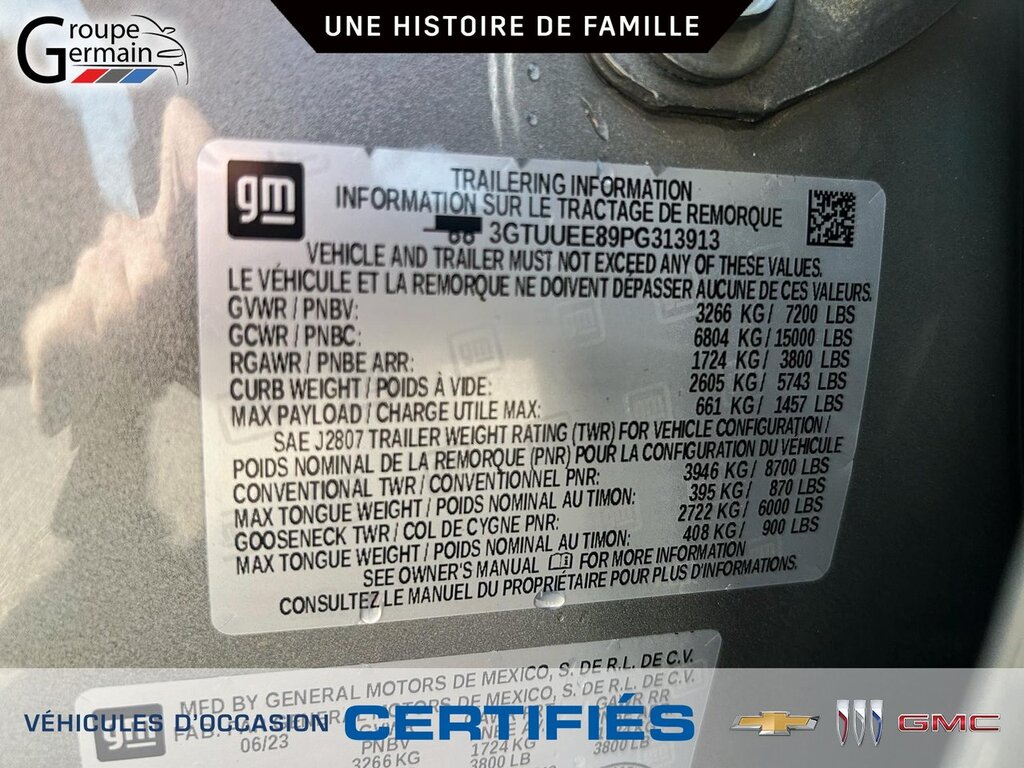 Groupe
Germain
UNE HISTOIRE DE FAMILLE
gm
TRAILERING INFORMATION
INFORMATION SUR LE TRACTAGE DE REMORQUE
88 3GTUUEE89PG313913
VEHICLE AND TRAILER MUST NOT EXCEED ANY OF THESE VALUES.
LE VÉHICULE ET LA REMORQUE NE DOIVENT DÉPASSER AUCUNE DE CES VALEURS.
GVWR / PNBV: 3266 KG / 7200 LBS
GCWR / PNBC: 6804 KG / 15000 LBS
RGAWR / PNBE ARR: 1724 KG / 3800 LBS
CURB WEIGHT / POIDS À VIDE: 2605 KG / 5743 LBS
MAX PAYLOAD / CHARGE UTILE MAX: 661 KG / 1457 LBS
SAE J2807 TRAILER WEIGHT RATING (TWR) FOR VEHICLE CONFIGURATION /
POIDS NOMINAL DE LA REMORQUE (PNR) POUR LA CONFIGURATION DU VÉHICULE
CONVENTIONAL TWR / CONVENTIONNEL PNR: 3946 KG / 8700 LBS
MAX TONGUE WEIGHT / POIDS NOMINAL AU TIMON: 395 KG / 870 LBS
GOOSENECK TWR / COL DE CYGNE PNR: 2722 KG / 6000 LBS
MAX TONGUE WEIGHT / POIDS NOMINAL AU TIMON: 408 KG / 900 LBS
SEE OWNER'S MANUAL FOR MORE INFORMATION
CONSULTEZ LE MANUEL DU PROPRIÉTAIRE POUR PLUS D'INFORMATIONS.
gm
MFD BY GENERAL MOTORS DE MEXICO, S. DE R.L. DE C.V.
FAB. PAR GENERAL MOTORS DE MEXICO, S. DE R.L. DE C.V.
06/23
PNBV
3266 KG
1724 KG
3800 LB
3800 LB
VÉHICULES D'OCCASION CERTIFIÉS
GMC